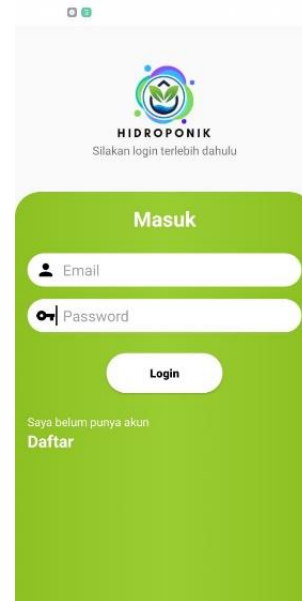 HIDROPONIK
Silakan login terlebih dahulu
Masuk
Email
Password
Login
Saya belum punya akun
Daftar